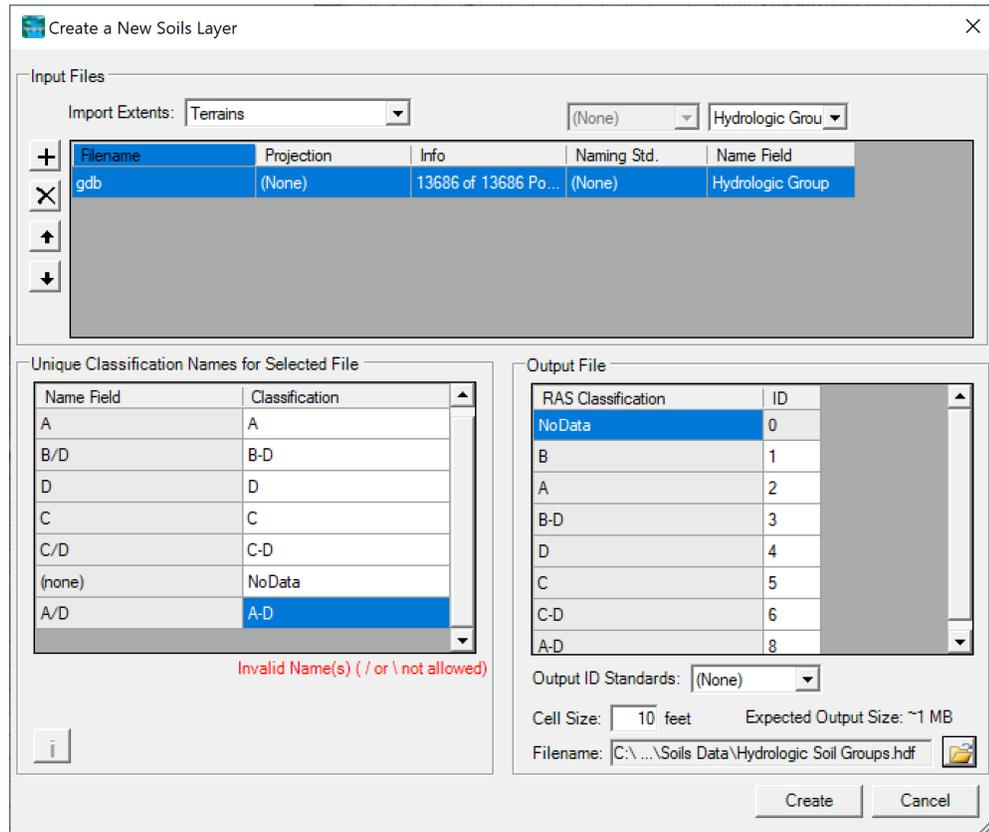 Create a New Soils Layer
Input Files
Import Extents: Terrains (None) Hydrologic Grou
Filename Projection Info Naming Std. Name Field
gdb (None) 13686 of 13686 Po... (None) Hydrologic Group
Unique Classification Names for Selected File
Name Field Classification
A A
B/D B-D
D D
C C
C/D C-D
(none) NoData
A/D A-D
Invalid Name(s) ( / or \ not allowed)
i
Output File
RAS Classification ID
NoData 0
B 1
A 2
B-D 3
D 4
C 5
C-D 6
A-D 8
Output ID Standards: (None)
Cell Size: 10 feet Expected Output Size: ~1 MB
Filename: C:\ ...\Soils Data\Hydrologic Soil Groups.hdf
Create Cancel